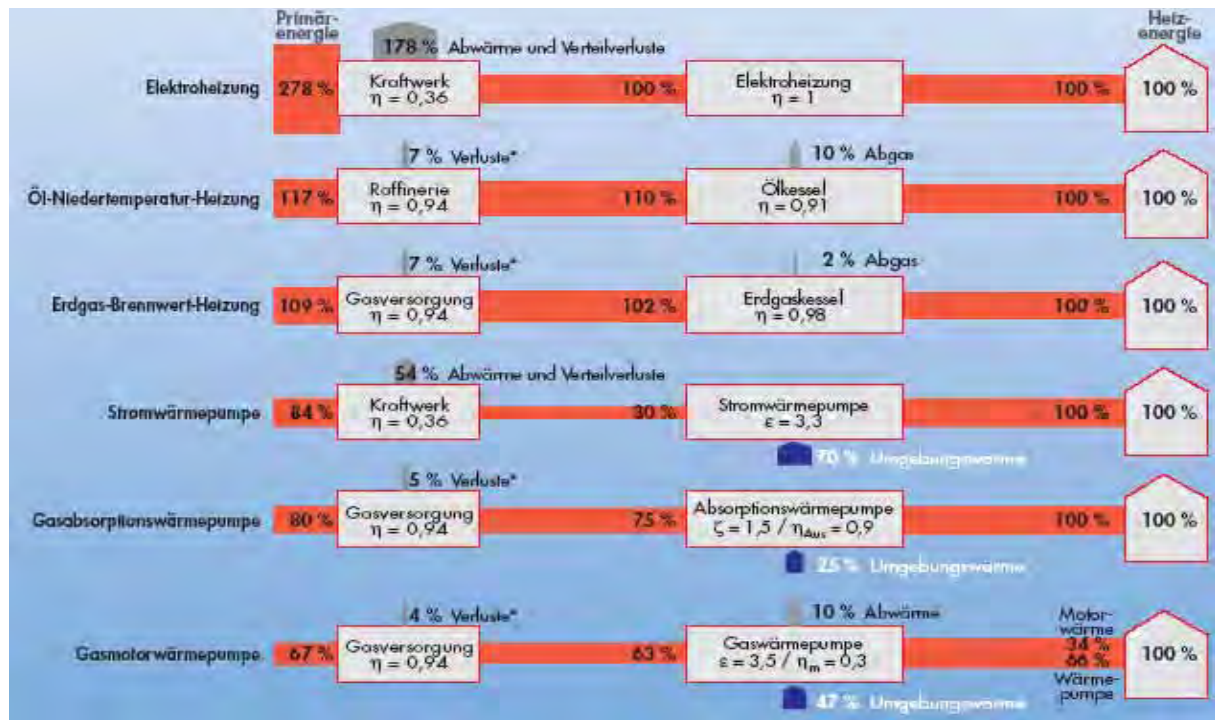 Primär-
energie
Heiz-
energie
178 % Abwärme und Verteilverluste
Elektroheizung 278 % Kraftwerk 100 % Elektroheizung 100 % 100 %
η = 0,36 η = 1
7 % Verluste* 10 % Abgas
Öl-Niedertemperatur-Heizung 117 % Raffinerie 110 % Ölkessel 100 % 100 %
η = 0,94 η = 0,91
7 % Verluste* 2 % Abgas
Erdgas-Brennwert-Heizung 109 % Gasversorgung 102 % Erdgaskessel 100 % 100 %
η = 0,94 η = 0,98
54 % Abwärme und Verteilverluste
Stromwärmepumpe 84 % Kraftwerk 30 % Stromwärmepumpe 100 % 100 %
η = 0,36 ε = 3,3
70 % Umgebungswärme
5 % Verluste*
Gasabsorptionswärmepumpe 80 % Gasversorgung 75 % Absorptionswärmepumpe 100 % 100 %
η = 0,94 ζ = 1,5 / ηAus = 0,9
25 % Umgebungswärme
4 % Verluste* 10 % Abwärme
Motor-
wärme
34 %
Gasmotorwärmepumpe 67 % Gasversorgung 63 % Gaswärmepumpe 66 % 100 %
η = 0,94 ε = 3,5 / ηm = 0,3
Wärme-
pumpe
47 % Umgebungswärme